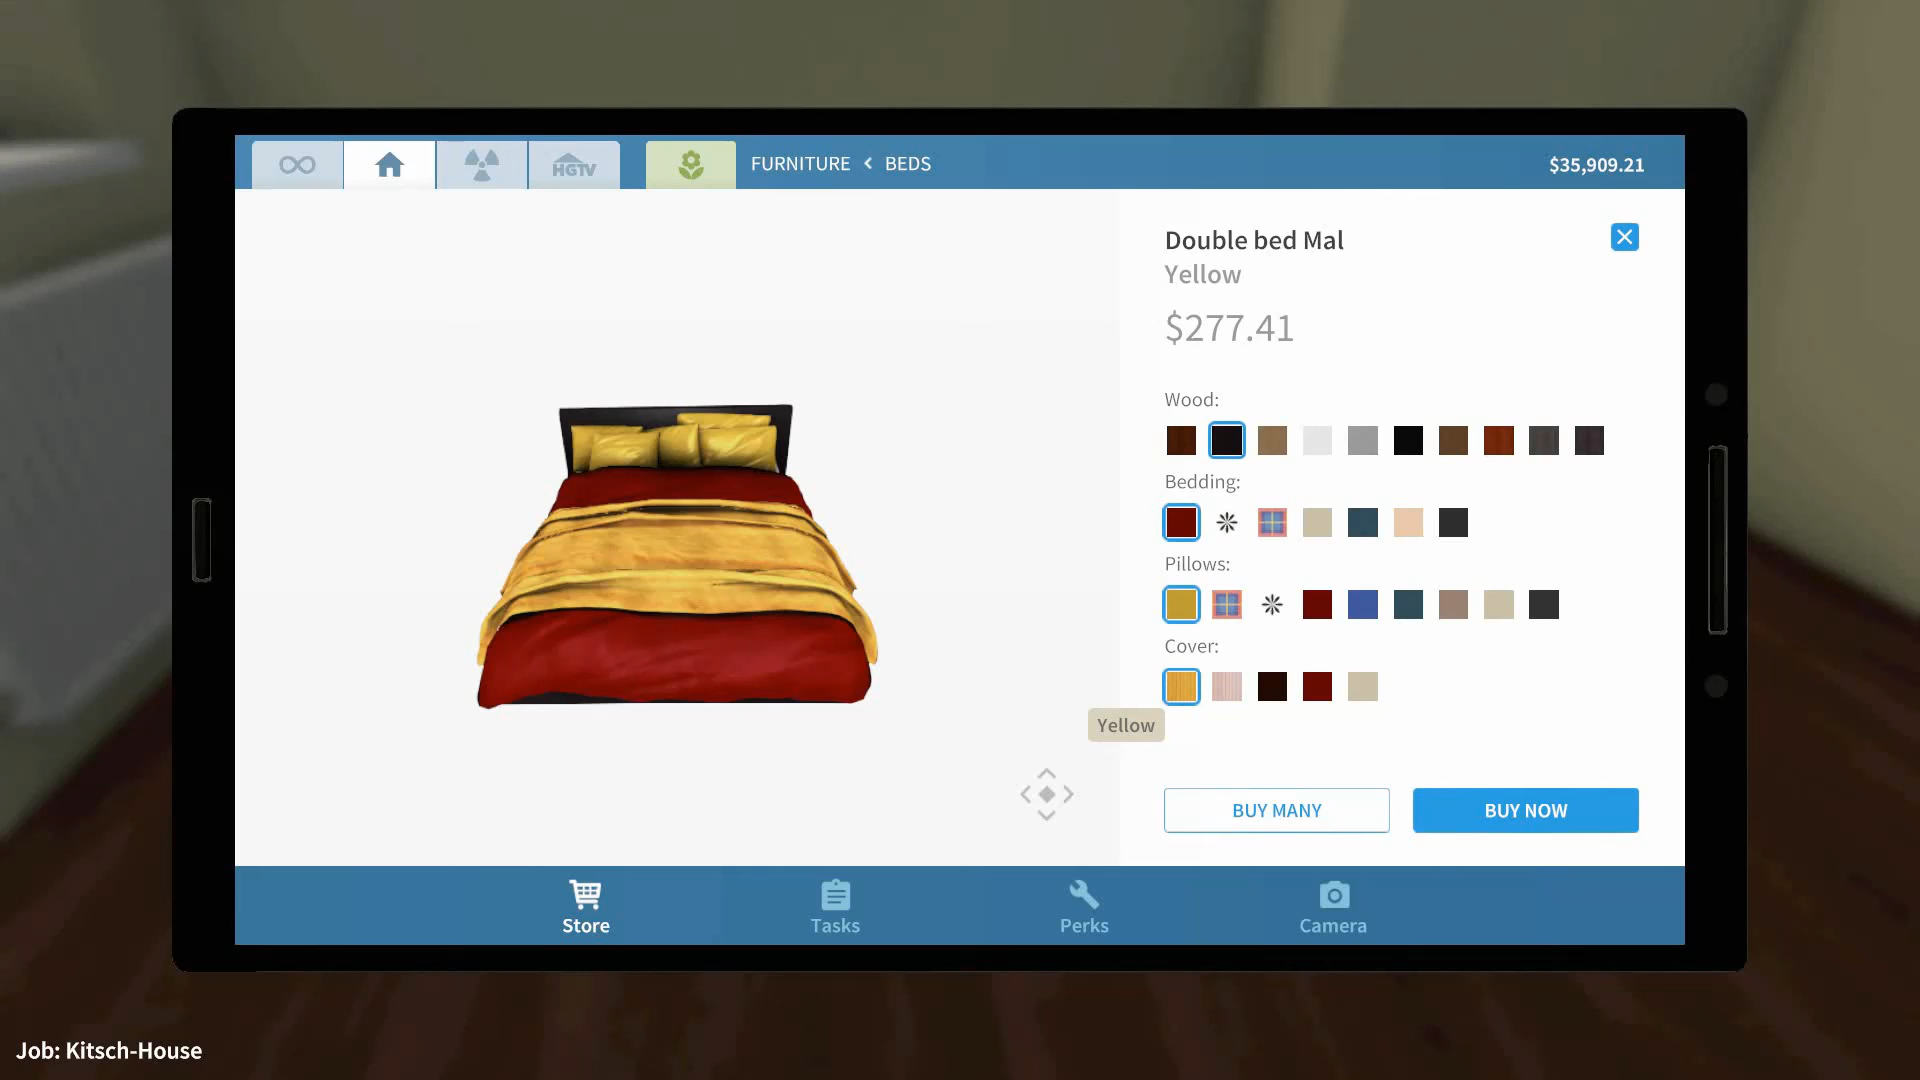 HGTV
FURNITURE < BEDS
$35,909.21
Double bed Mal
Yellow
$277.41
Wood:
Bedding:
Pillows:
Cover:
Yellow
BUY MANY
BUY NOW
Store
Tasks
Perks
Camera
Job: Kitsch-House